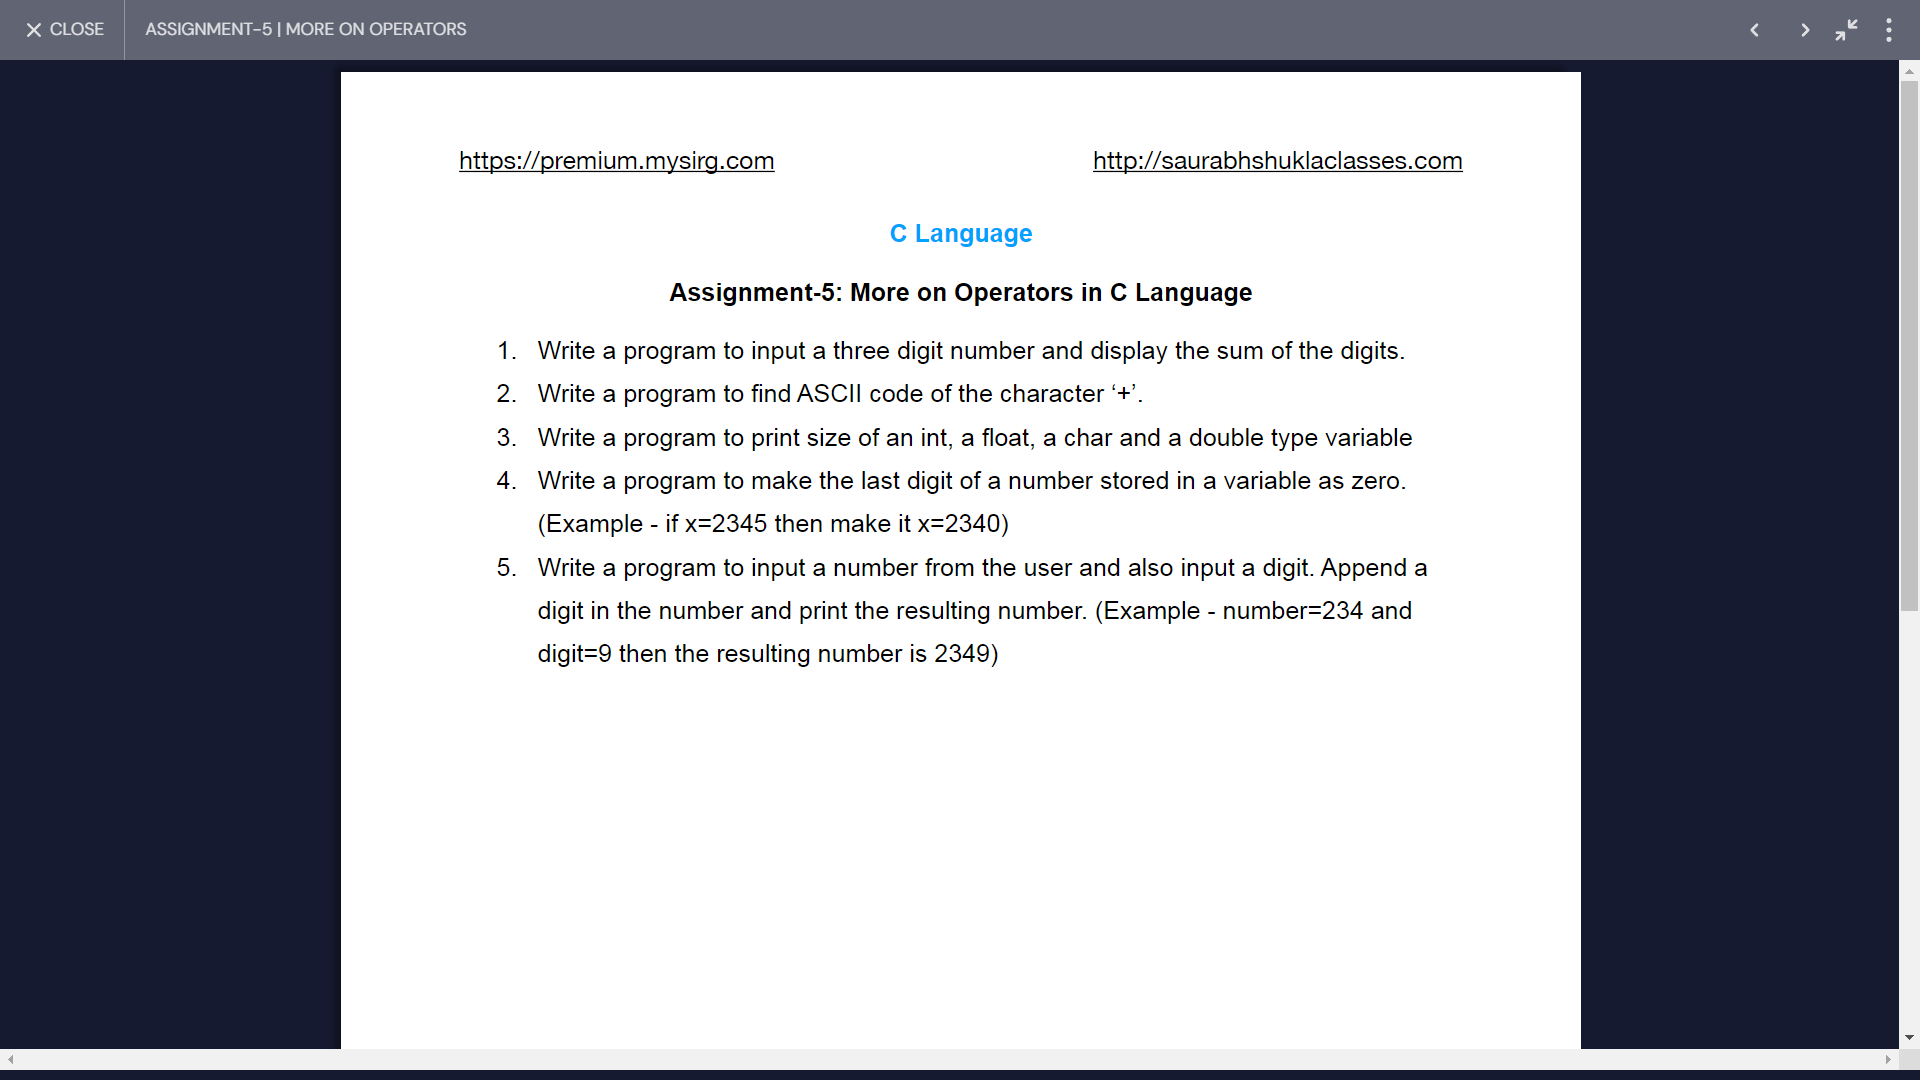 CLOSE
ASSIGNMENT-5 | MORE ON OPERATORS
https://premium.mysirg.com
http://saurabhshuklaclasses.com
C Language
Assignment-5: More on Operators in C Language
1. Write a program to input a three digit number and display the sum of the digits.
2. Write a program to find ASCII code of the character ‘+’.
3. Write a program to print size of an int, a float, a char and a double type variable
4. Write a program to make the last digit of a number stored in a variable as zero.
(Example - if x=2345 then make it x=2340)
5. Write a program to input a number from the user and also input a digit. Append a
digit in the number and print the resulting number. (Example - number=234 and
digit=9 then the resulting number is 2349)